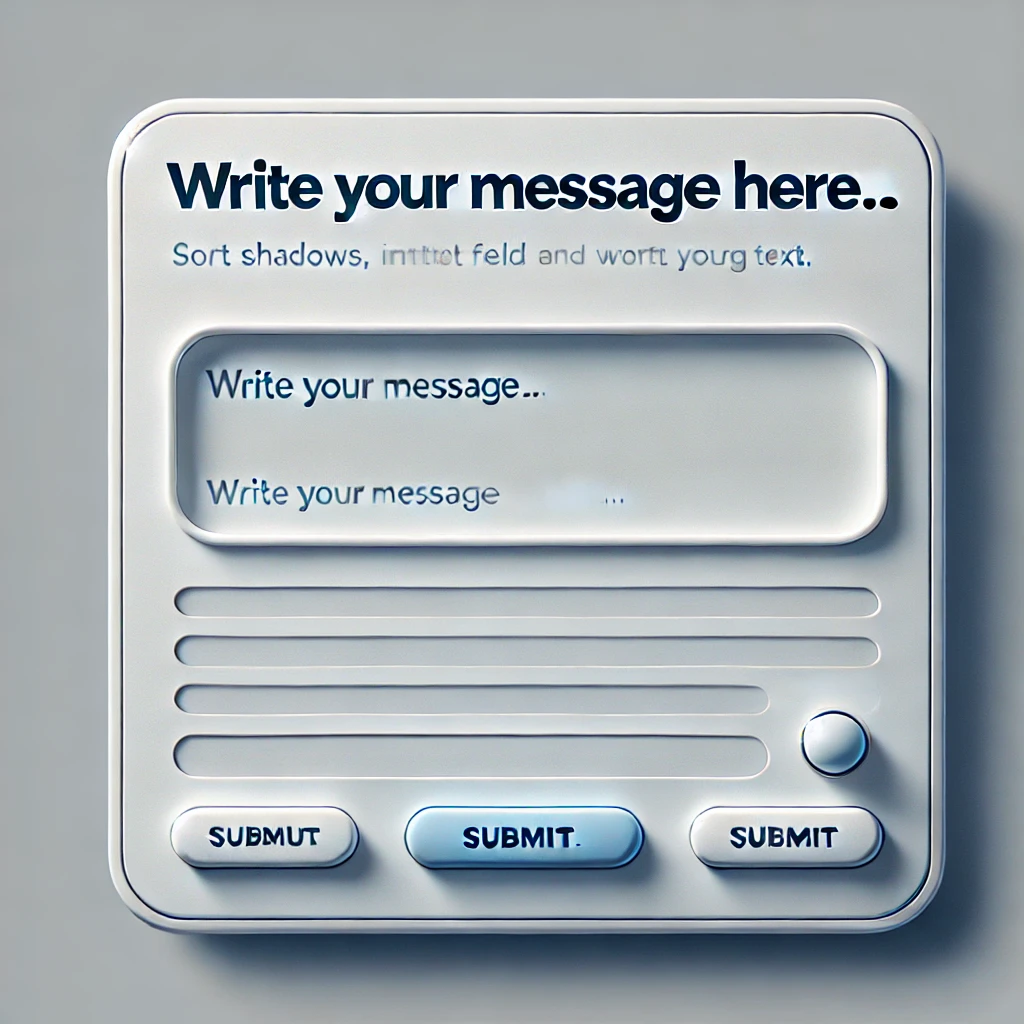 Write your message here..
Sort shadows, feld and wortt youg text.
Write your message...
Write your message ...
SUBMUT
SUBMIT.
SUBMIT